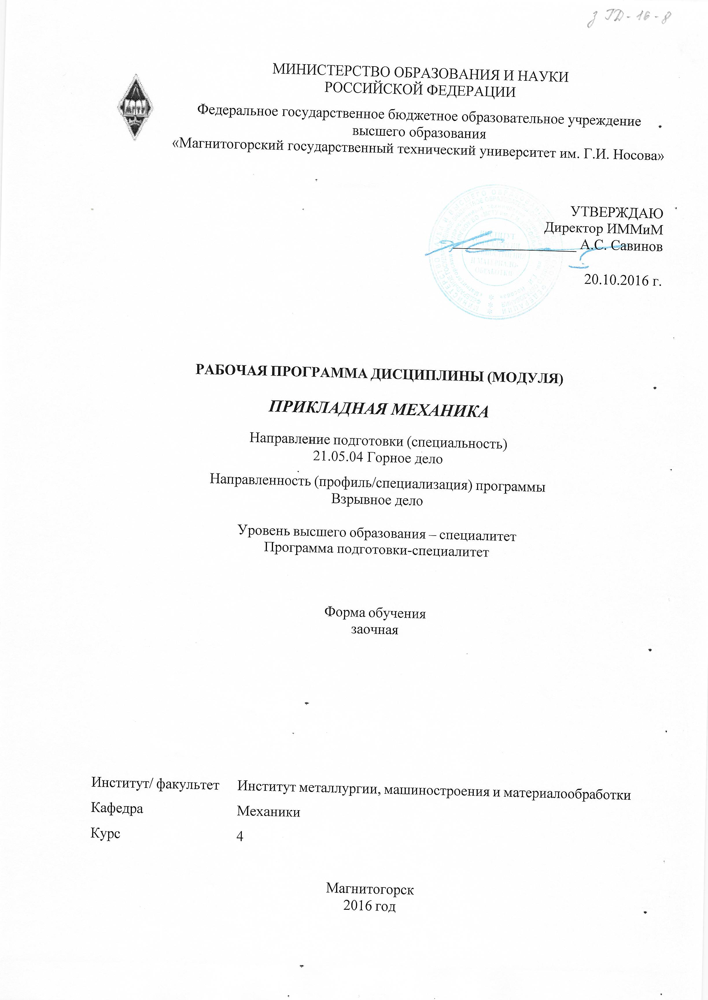 з ГД-16-8
МИНИСТЕРСТВО ОБРАЗОВАНИЯ И НАУКИ
РОССИЙСКОЙ ФЕДЕРАЦИИ
Федеральное государственное бюджетное образовательное учреждение
высшего образования
«Магнитогорский государственный технический университет им. Г.И. Носова»
УТВЕРЖДАЮ
Директор ИММиМ
А.С. Савинов
20.10.2016 г.
РАБОЧАЯ ПРОГРАММА ДИСЦИПЛИНЫ (МОДУЛЯ)
ПРИКЛАДНАЯ МЕХАНИКА
Направление подготовки (специальность)
21.05.04 Горное дело
Направленность (профиль/специализация) программы
Взрывное дело
Уровень высшего образования – специалитет
Программа подготовки-специалитет
Форма обучения
заочная
Институт/ факультет Институт металлургии, машиностроения и материалообработки
Кафедра Механики
Курс 4
Магнитогорск
2016 год